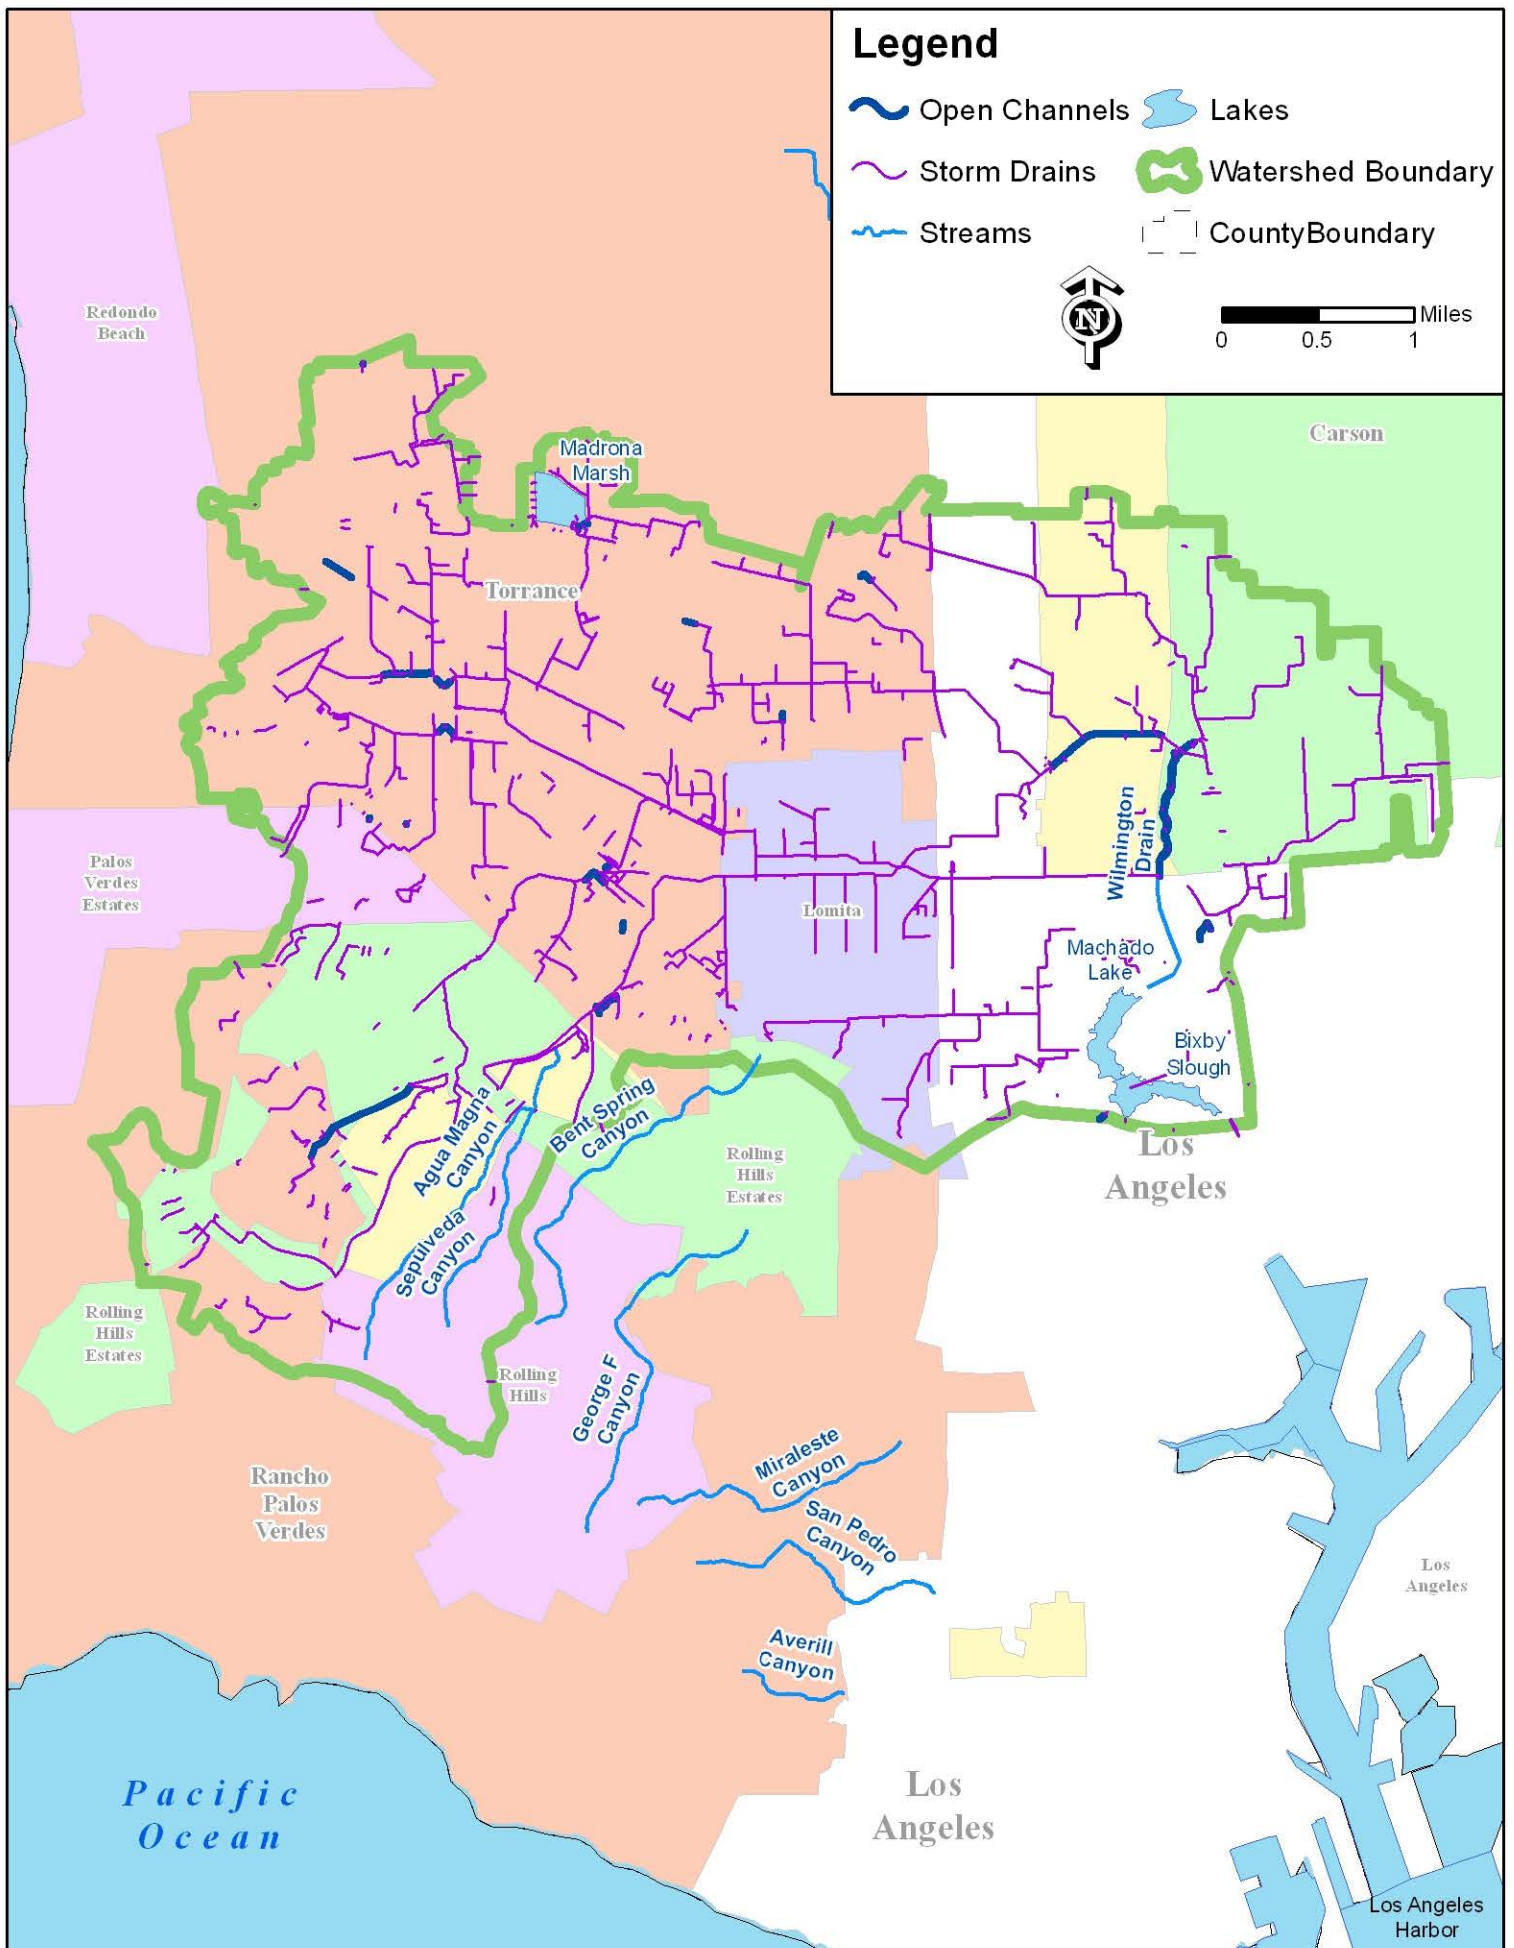 Legend
Open Channels
Lakes
Storm Drains
Watershed Boundary
Streams
CountyBoundary
N
Miles
0
0.5
1
Redondo
Beach
Carson
Madrona
Marsh
Torrance
Palos
Verdes
Estates
Lomita
Wilmington
Drain
Machado
Lake
Bixby
Slough
Los
Angeles
Bent Spring
Canyon
Agua Magna
Canyon
Rolling
Hills
Estates
Sepulveda
Canyon
Rolling
Hills
Estates
Rolling
Hills
George F
Canyon
Miraleste
Canyon
Rancho
Palos
Verdes
San Pedro
Canyon
Los
Angeles
Averill
Canyon
Pacific
Ocean
Los
Angeles
Los Angeles
Harbor